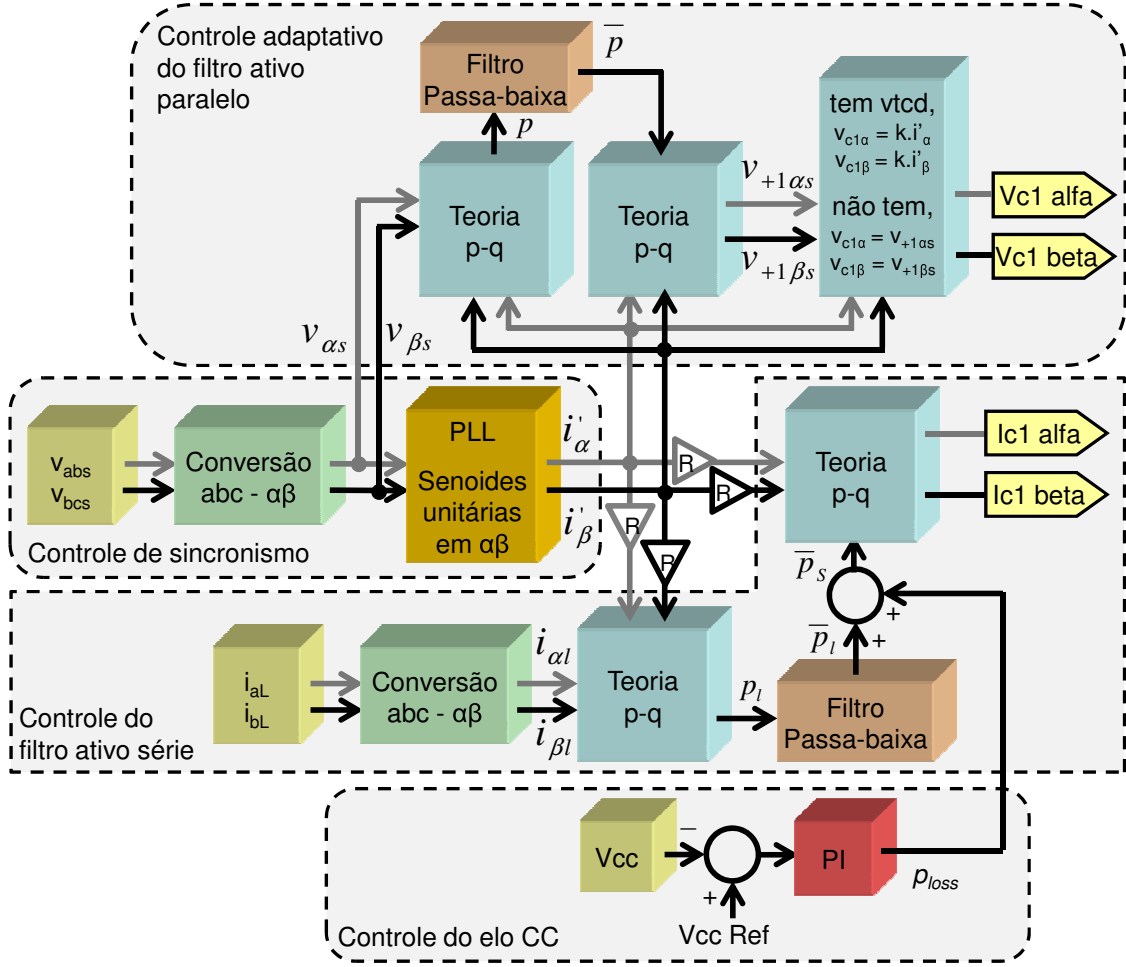 Controle adaptativo
do filtro ativo
paralelo
Filtro
Passa-baixa
p̅
p
Teoria
p-q
Teoria
p-q
v+1αs
v+1βs
tem vtcd,
vc1α = k.i'α
vc1β = k.i'β
não tem,
vc1α = v+1αs
vc1β = v+1βs
Vc1 alfa
Vc1 beta
vαs
vβs
vabs
vbcs
Conversão
abc - αβ
PLL
Senoides
unitárias
em αβ
i'α
i'β
Controle de sincronismo
R
R
R
R
Teoria
p-q
Ic1 alfa
Ic1 beta
p̅S
+
p̅l
+
iaL
ibL
Conversão
abc - αβ
iαl
iβl
Teoria
p-q
pl
Filtro
Passa-baixa
Controle do
filtro ativo série
Vcc
−
+
Vcc Ref
PI
ploss
Controle do elo CC